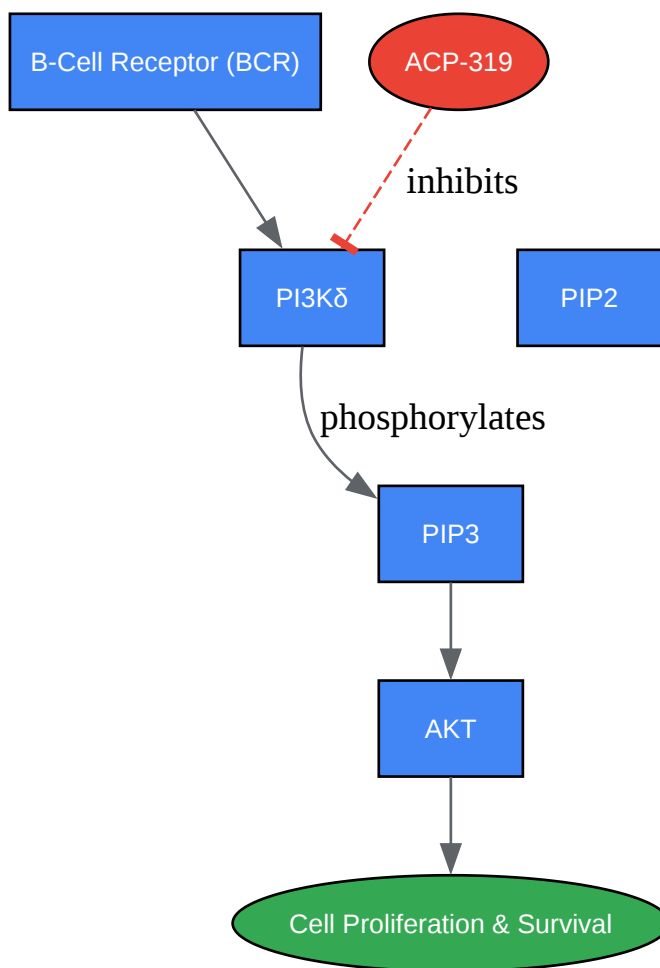 B-Cell Receptor (BCR)
ACP-319
inhibits
PI3Kδ
PIP2
phosphorylates
PIP3
AKT
Cell Proliferation & Survival